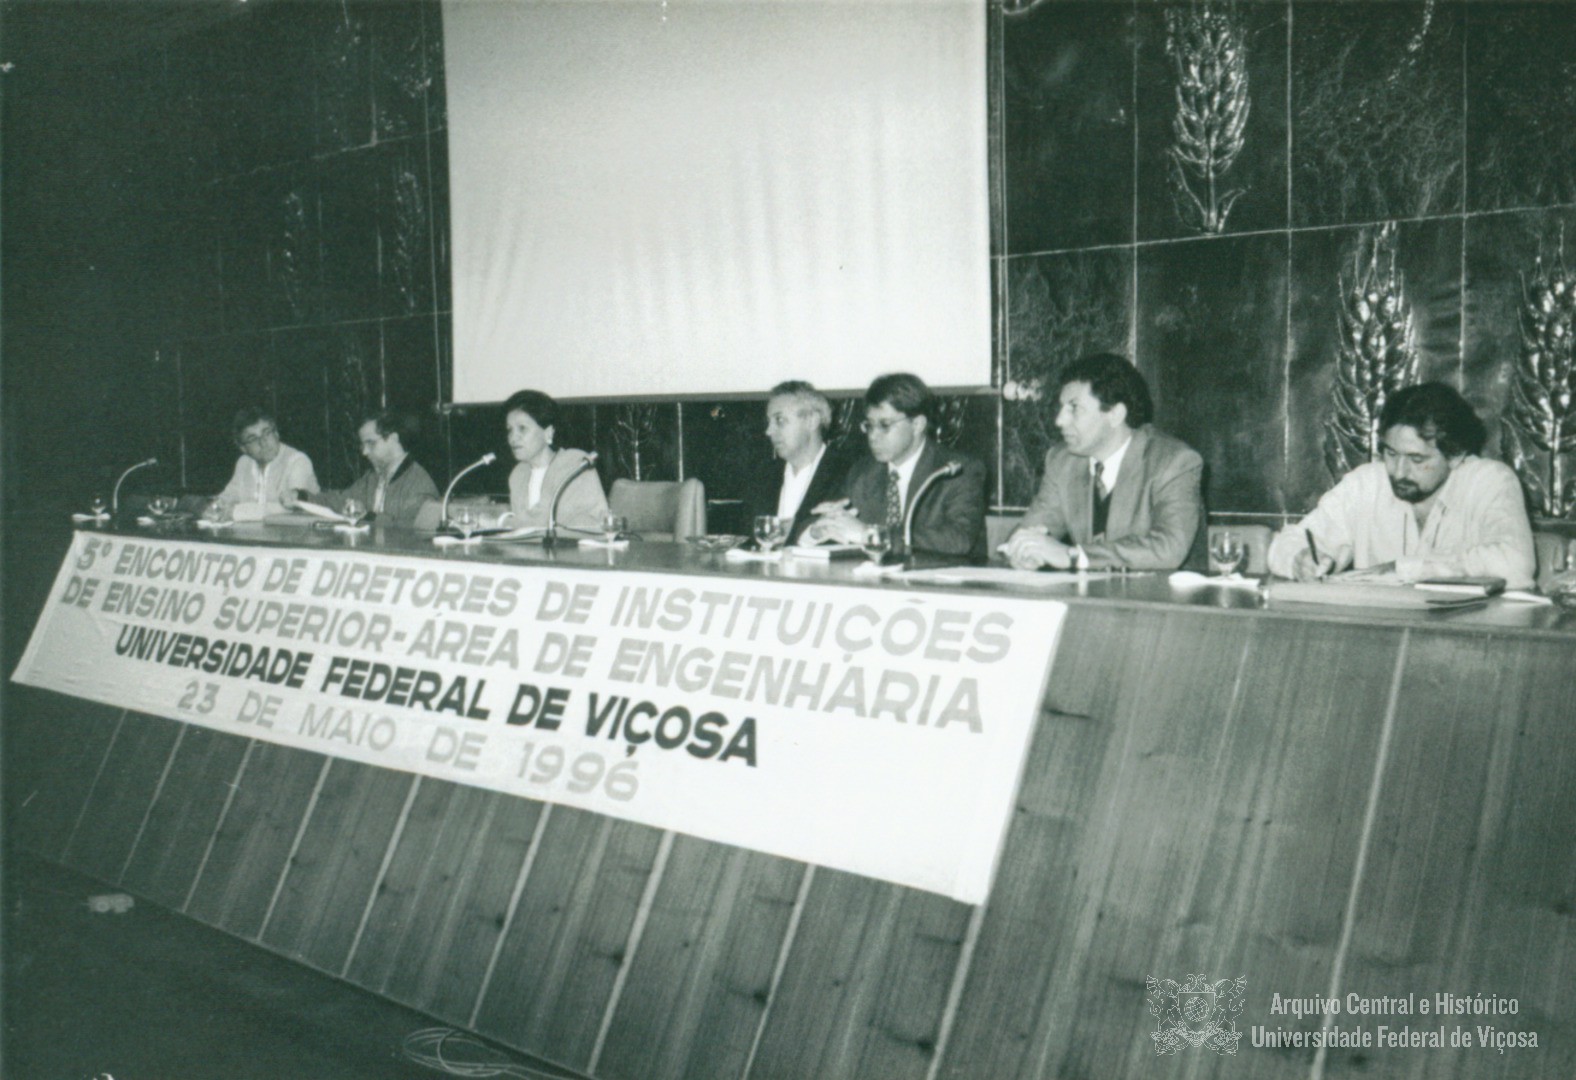 5º ENCONTRO DE DIRETORES DE INSTITUIÇÕES
DE ENSINO SUPERIOR-ÁREA DE ENGENHARIA
UNIVERSIDADE FEDERAL DE VIÇOSA
23 DE MAIO DE 1996
Arquivo Central e Histórico
Universidade Federal de Viçosa